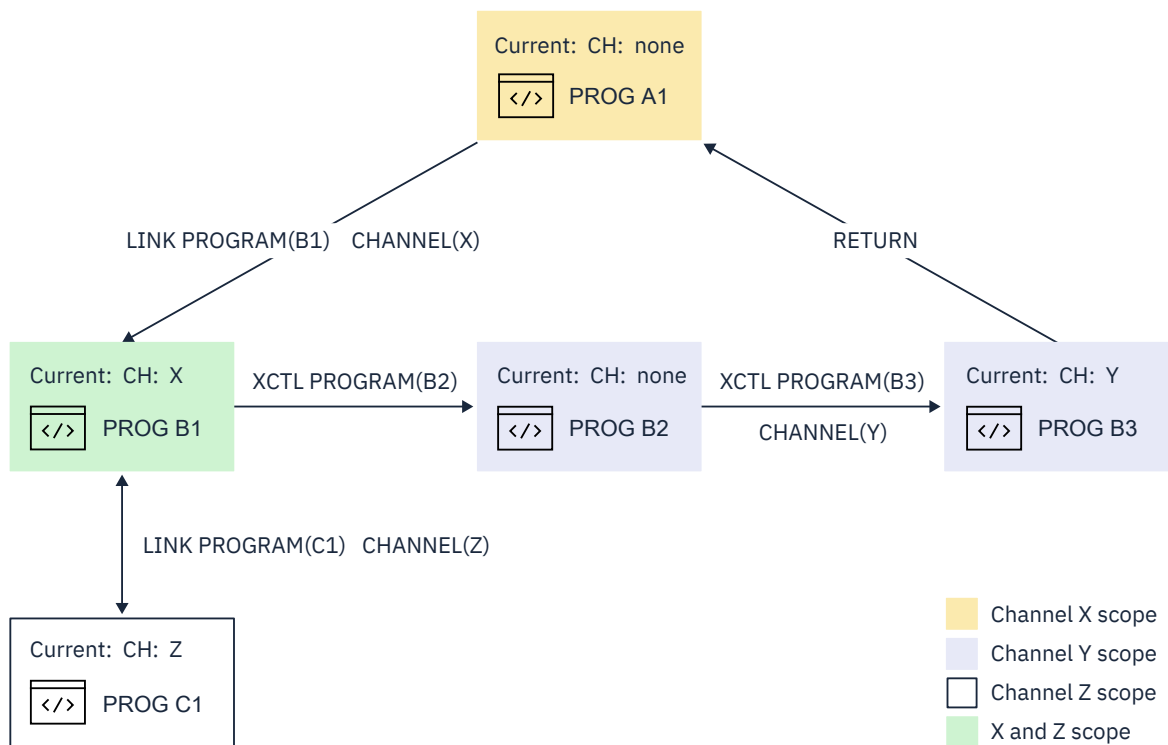 Current: CH: none
</> PROG A1
LINK PROGRAM(B1) CHANNEL(X)
RETURN
Current: CH: X
</> PROG B1
XCTL PROGRAM(B2)
Current: CH: none
</> PROG B2
XCTL PROGRAM(B3)
CHANNEL(Y)
Current: CH: Y
</> PROG B3
LINK PROGRAM(C1) CHANNEL(Z)
Current: CH: Z
</> PROG C1
Channel X scope
Channel Y scope
Channel Z scope
X and Z scope